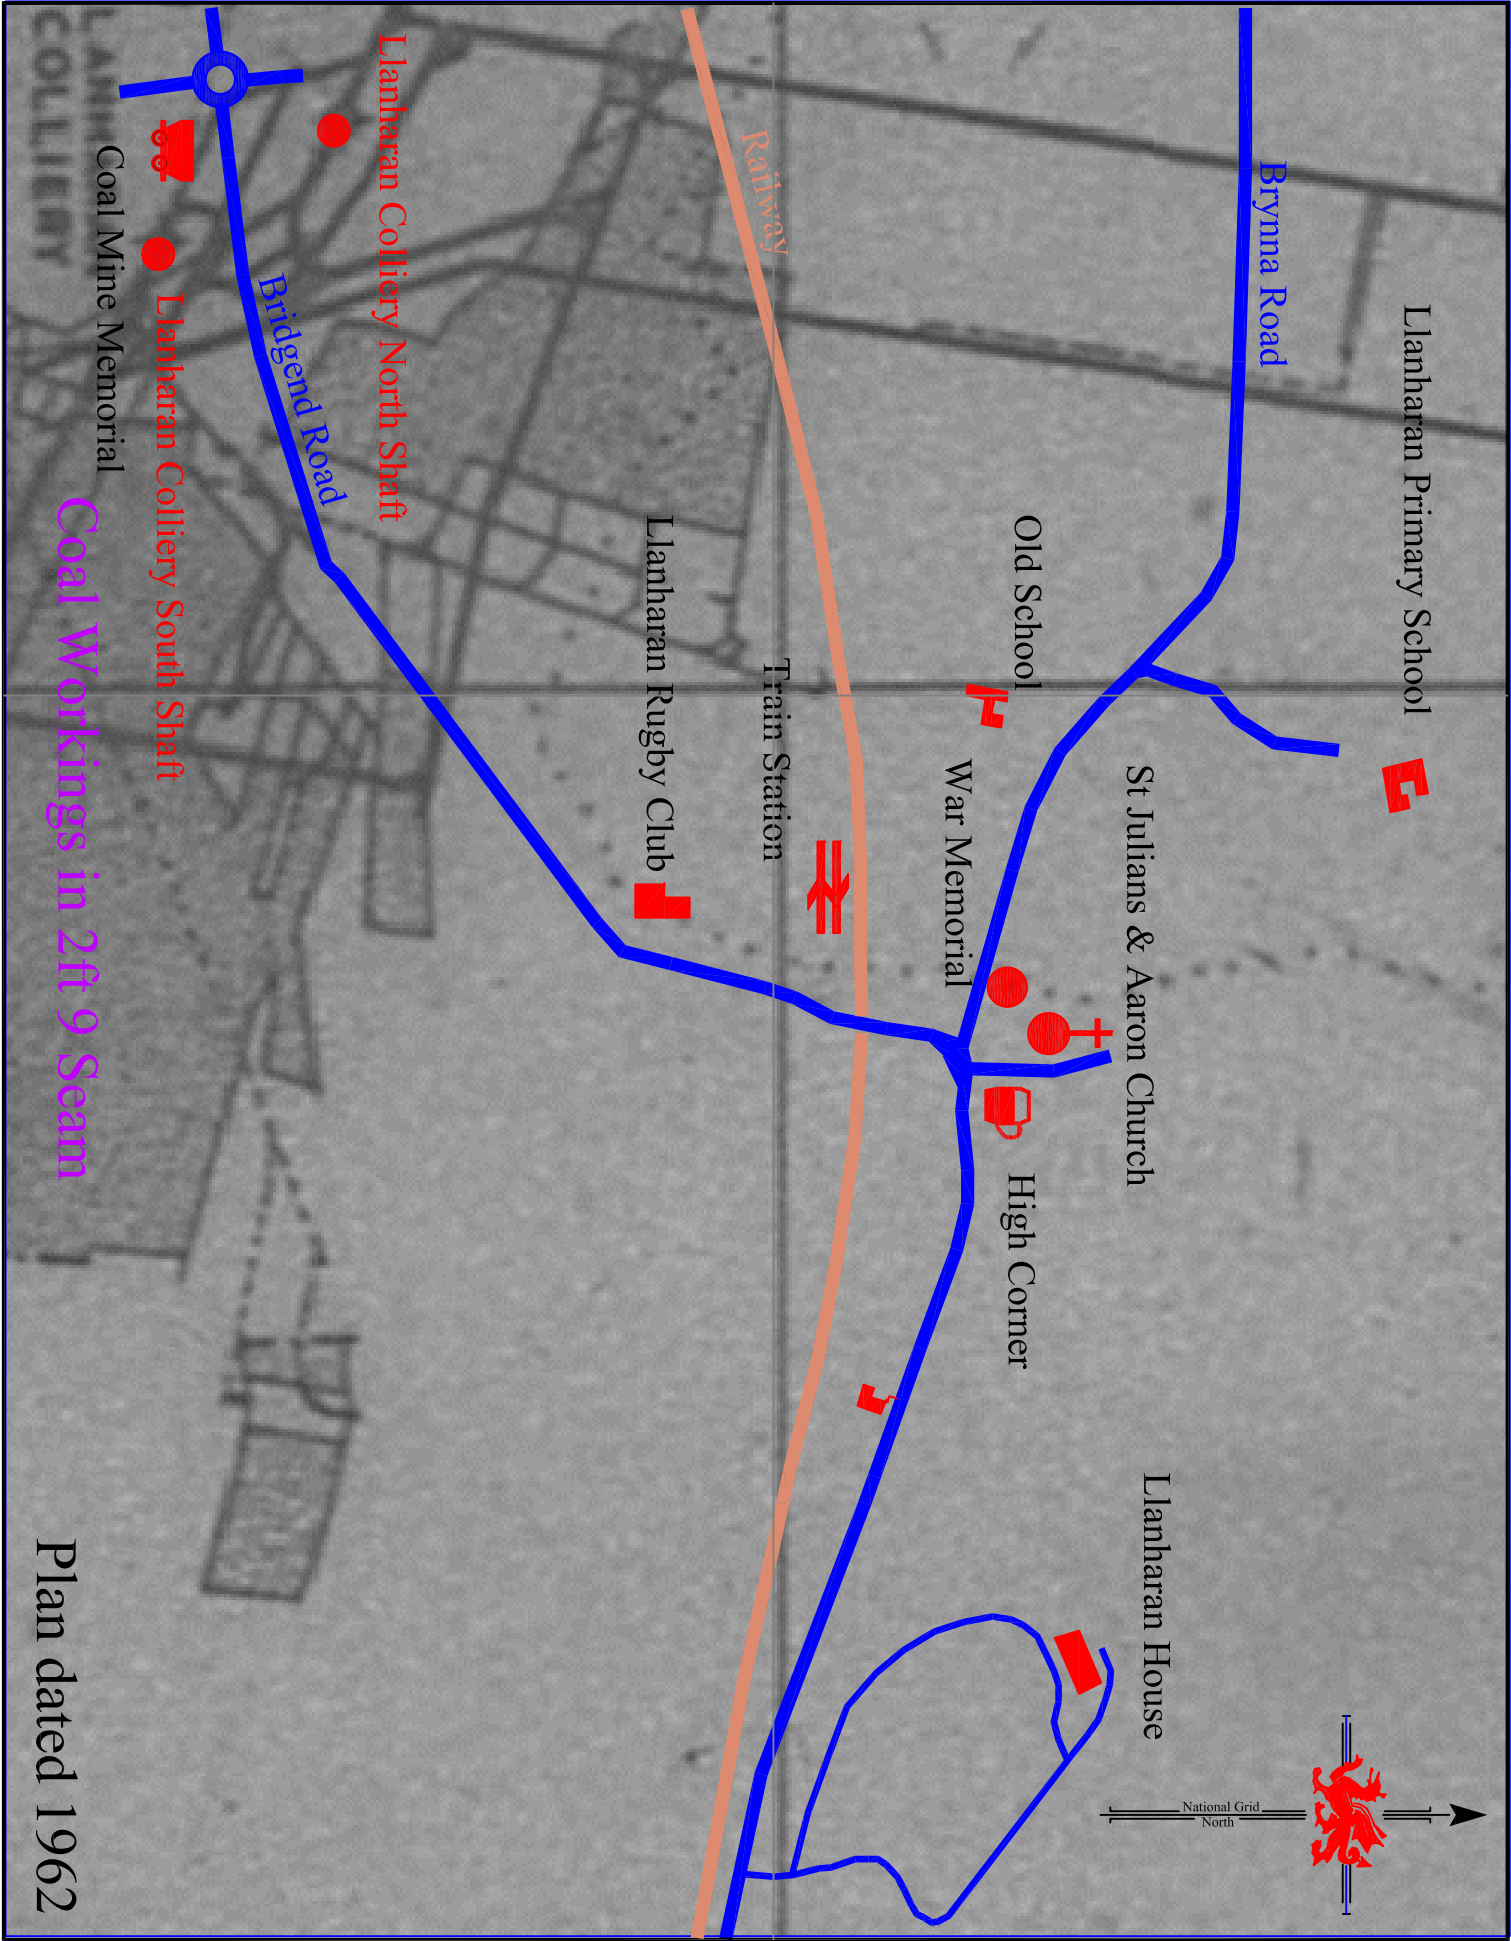 Llanharan Primary School
Brynna Road
Llanharan House
St Julians & Aaron Church
Old School
High Corner
War Memorial
Railway
Train Station
Llanharan Rugby Club
Llanharan Colliery North Shaft
Bridgend Road
Llanharan Colliery South Shaft
Coal Mine Memorial
COLLIERY
Coal Workings in 2ft 9 Seam
Plan dated 1962
National Grid
North